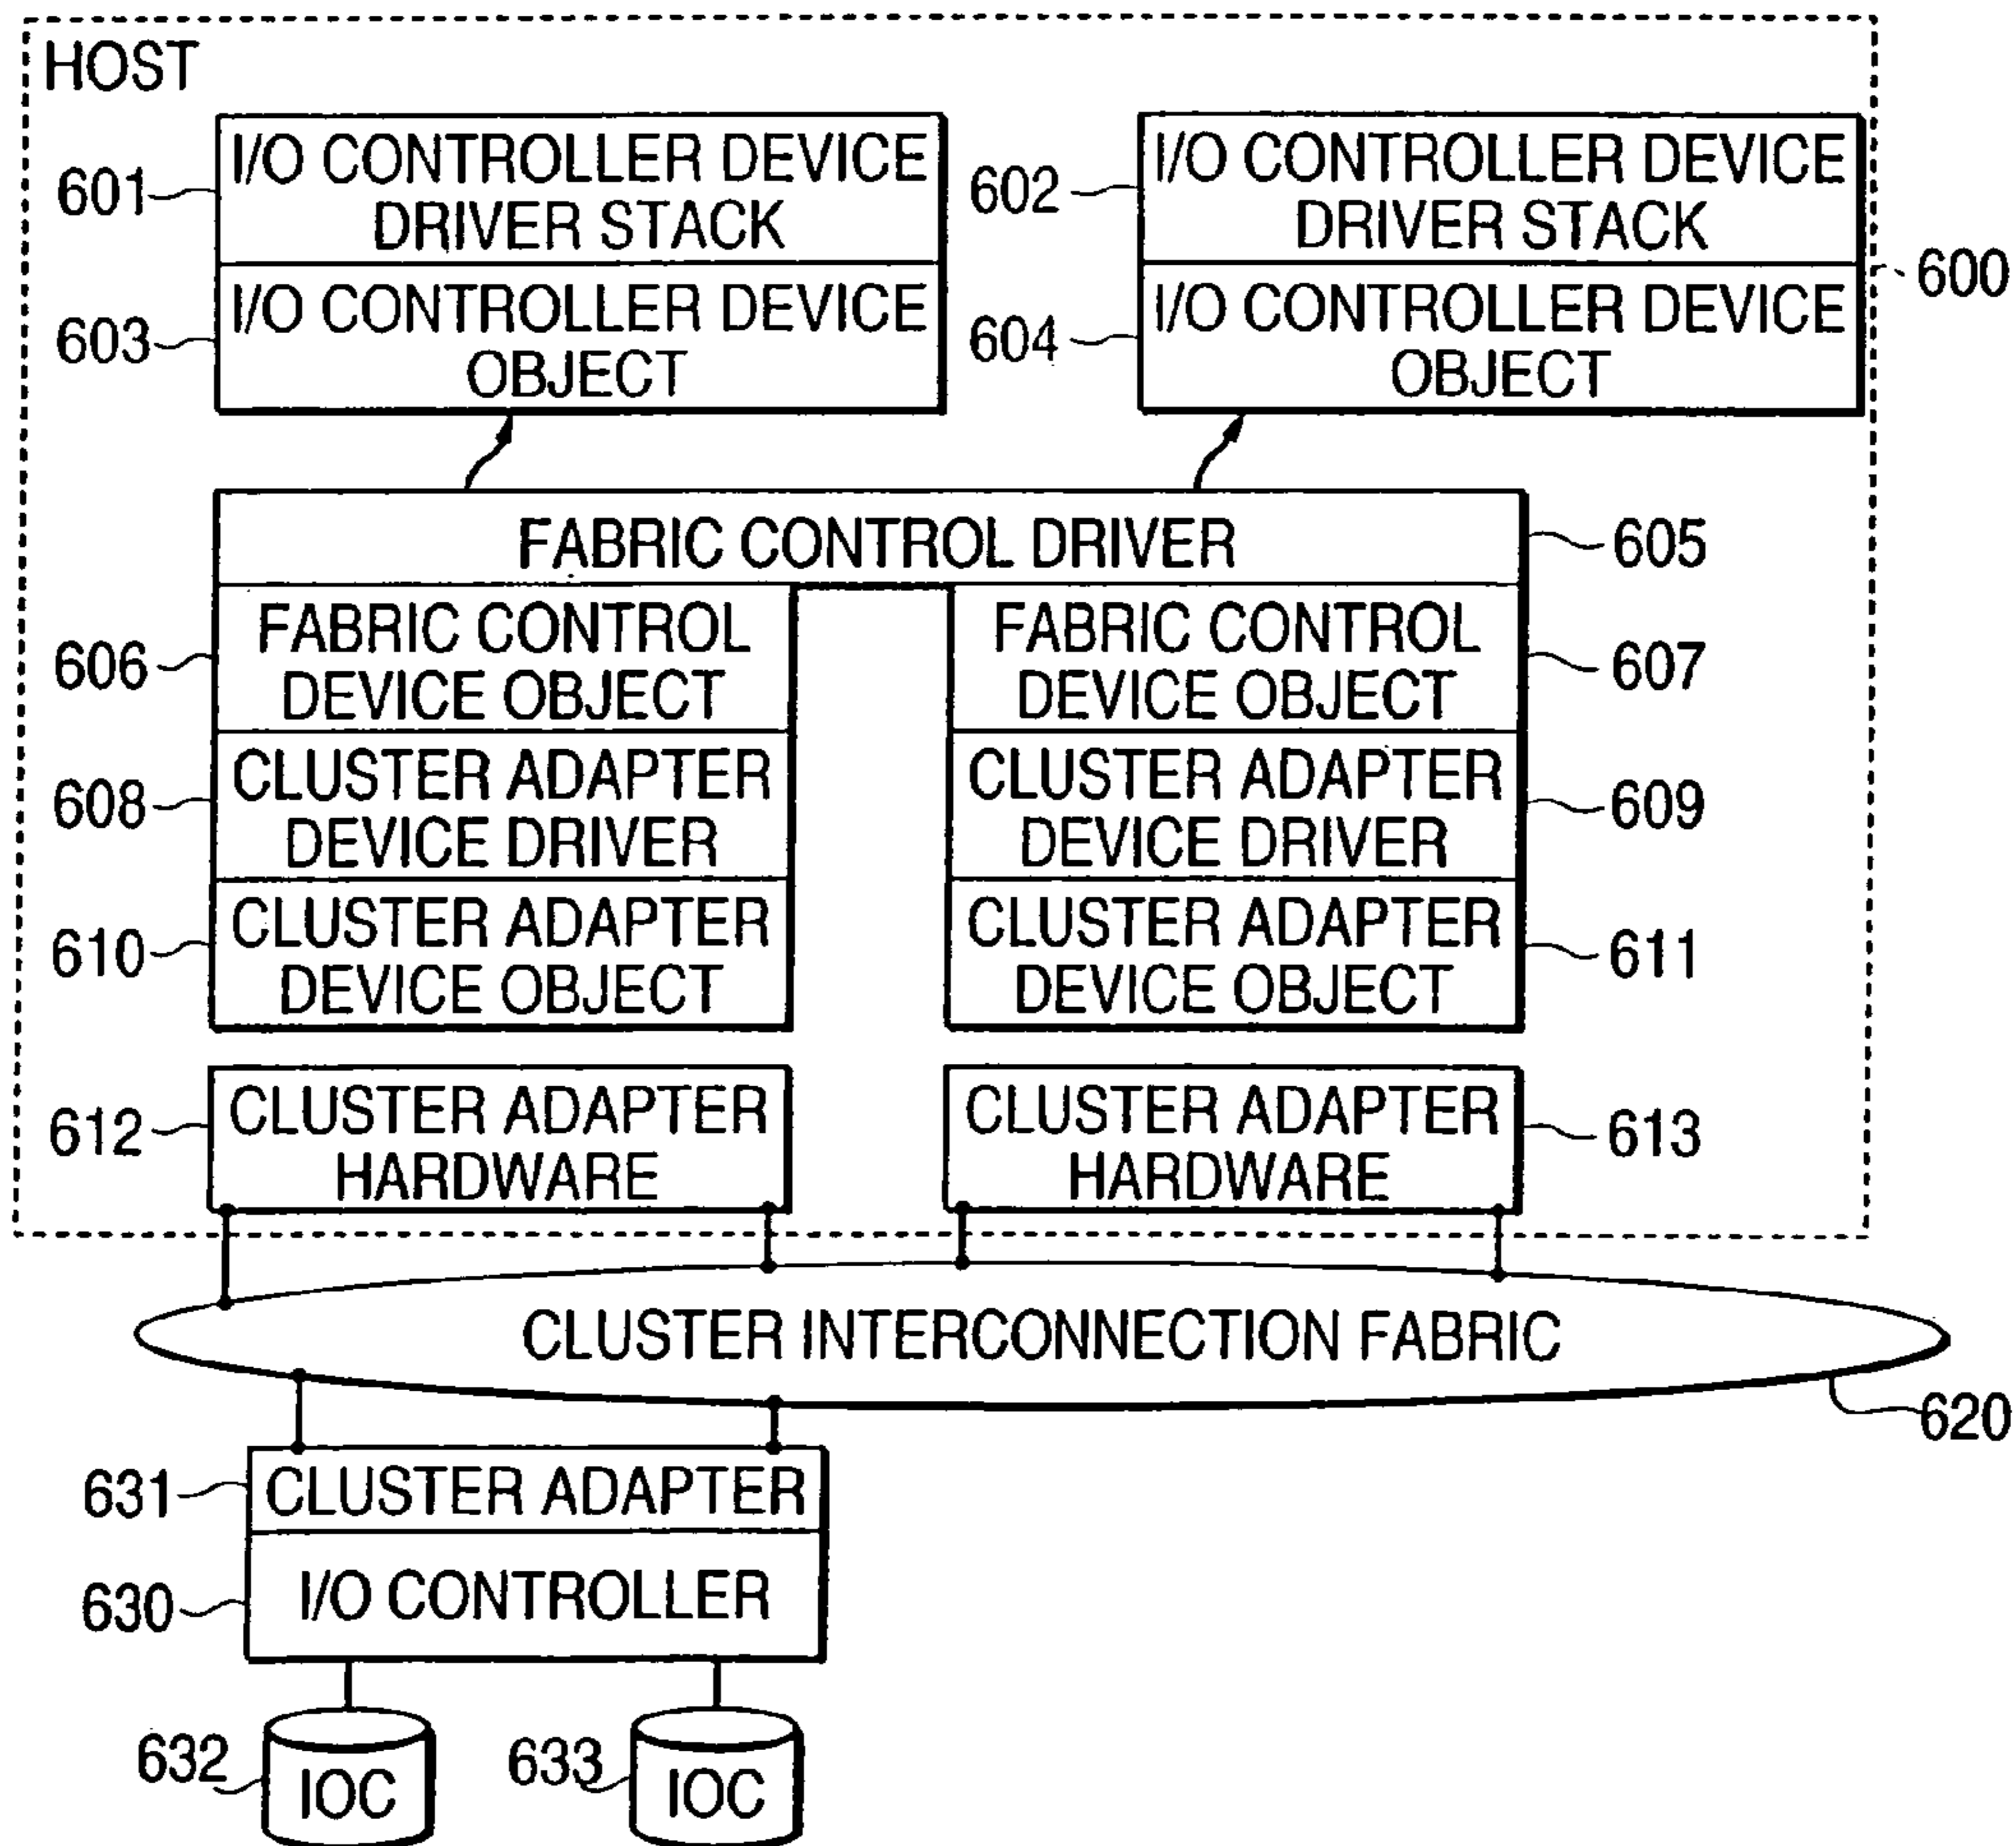 HOST
601
I/O CONTROLLER DEVICE
DRIVER STACK
602
I/O CONTROLLER DEVICE
DRIVER STACK
600
603
I/O CONTROLLER DEVICE
OBJECT
604
I/O CONTROLLER DEVICE
OBJECT
FABRIC CONTROL DRIVER
605
606
FABRIC CONTROL
DEVICE OBJECT
FABRIC CONTROL
DEVICE OBJECT
607
608
CLUSTER ADAPTER
DEVICE DRIVER
CLUSTER ADAPTER
DEVICE DRIVER
609
610
CLUSTER ADAPTER
DEVICE OBJECT
CLUSTER ADAPTER
DEVICE OBJECT
611
612
CLUSTER ADAPTER
HARDWARE
CLUSTER ADAPTER
HARDWARE
613
CLUSTER INTERCONNECTION FABRIC
620
631
CLUSTER ADAPTER
630
I/O CONTROLLER
632
IOC
633
IOC